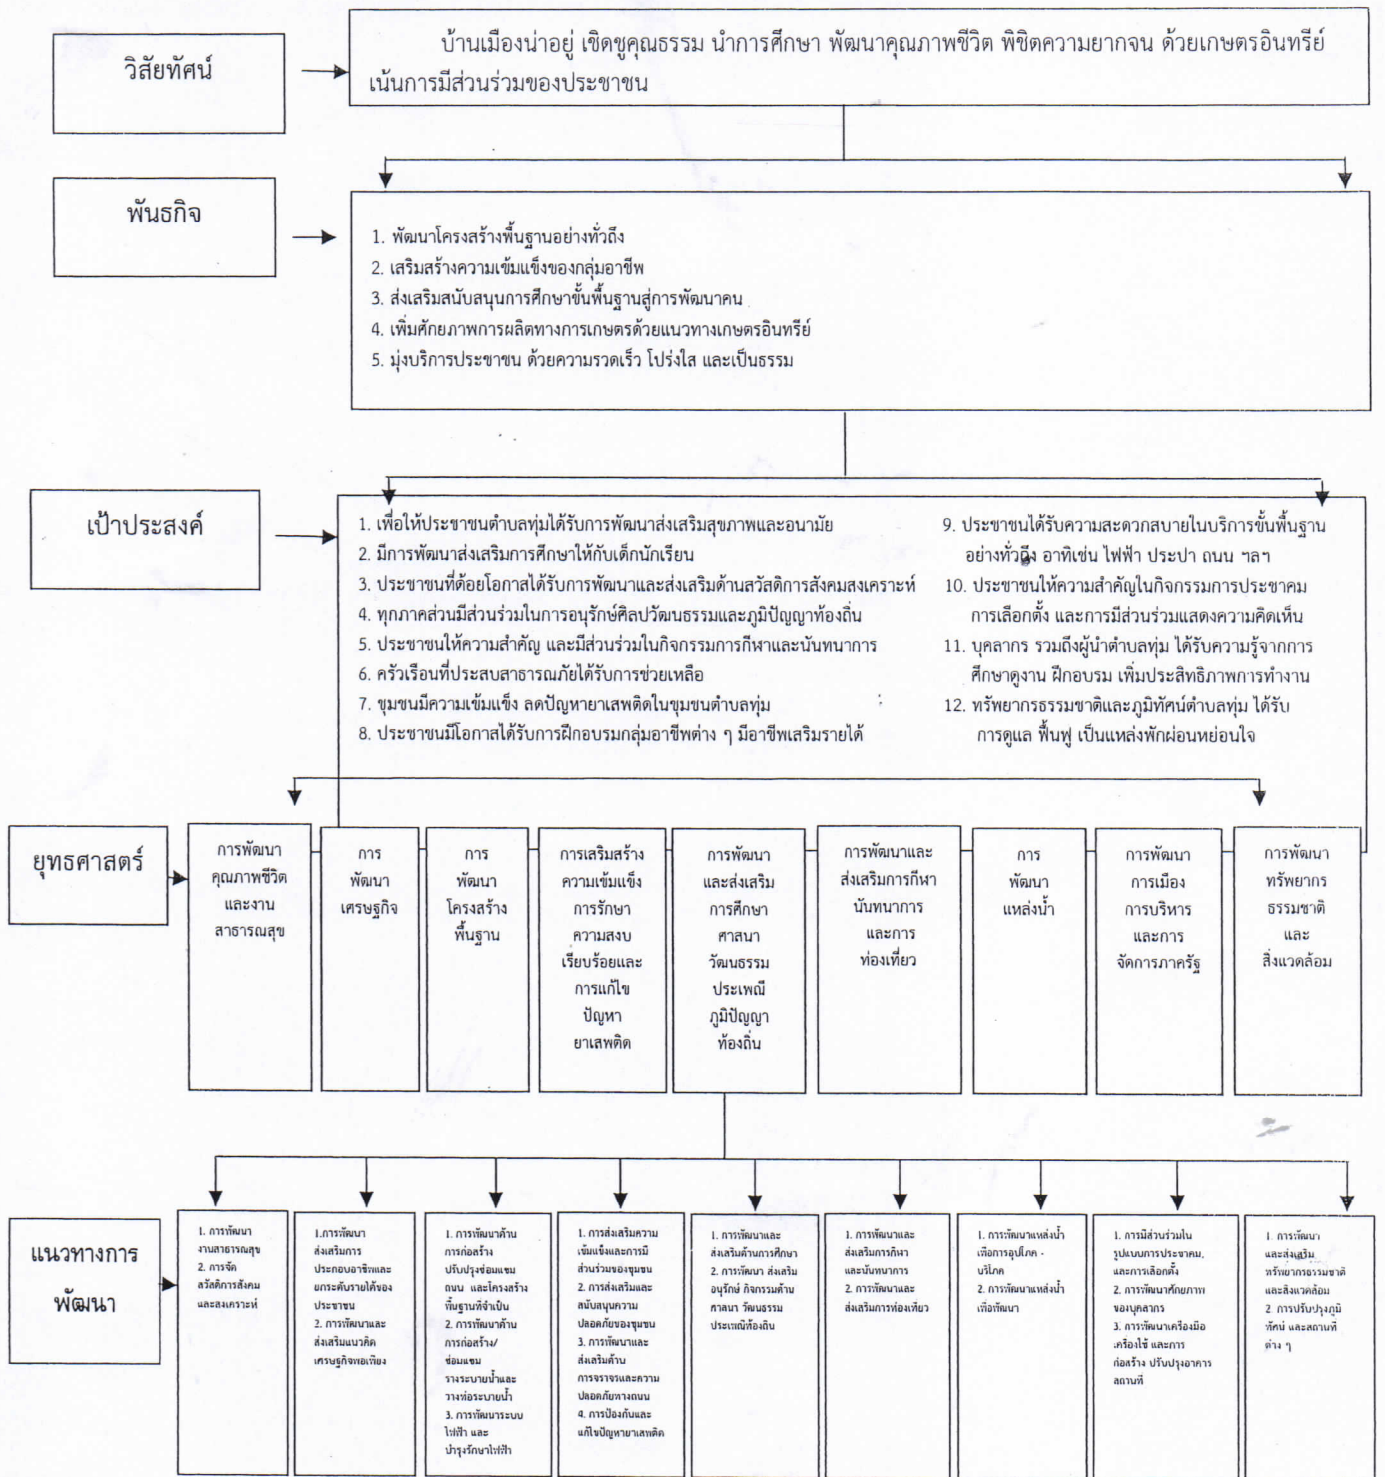 วิสัยทัศน์
บ้านเมืองน่าอยู่ เชิดชูคุณธรรม นำการศึกษา พัฒนาคุณภาพชีวิต พิชิตความยากจน ด้วยเกษตรอินทรีย์
เน้นการมีส่วนร่วมของประชาชน
พันธกิจ
1. พัฒนาโครงสร้างพื้นฐานอย่างทั่วถึง
2. เสริมสร้างความเข้มแข็งของกลุ่มอาชีพ
3. ส่งเสริมสนับสนุนการศึกษาขั้นพื้นฐานสู่การพัฒนาคน
4. เพิ่มศักยภาพการผลิตทางการเกษตรด้วยแนวทางเกษตรอินทรีย์
5. มุ่งบริการประชาชน ด้วยความรวดเร็ว โปร่งใส และเป็นธรรม
เป้าประสงค์
1. เพื่อให้ประชาชนตำบลทุ่มได้รับการพัฒนาส่งเสริมสุขภาพและอนามัย
2. มีการพัฒนาส่งเสริมการศึกษาให้กับเด็กนักเรียน
3. ประชาชนที่ด้อยโอกาสได้รับการพัฒนาและส่งเสริมด้านสวัสดิการสังคมสงเคราะห์
4. ทุกภาคส่วนมีส่วนร่วมในการอนุรักษ์ศิลปวัฒนธรรมและภูมิปัญญาท้องถิ่น
5. ประชาชนให้ความสำคัญ และมีส่วนร่วมในกิจกรรมการกีฬาและนันทนาการ
6. ครัวเรือนที่ประสบสาธารณภัยได้รับการช่วยเหลือ
7. ชุมชนมีความเข้มแข็ง ลดปัญหายาเสพติดในชุมชนตำบลทุ่ม
8. ประชาชนมีโอกาสได้รับการฝึกอบรมกลุ่มอาชีพต่าง ๆ มีอาชีพเสริมรายได้
9. ประชาชนได้รับความสะดวกสบายในบริการขั้นพื้นฐาน
อย่างทั่วถึง อาทิเช่น ไฟฟ้า ประปา ถนน ฯลฯ
10. ประชาชนให้ความสำคัญในกิจกรรมการประชาคม
การเลือกตั้ง และการมีส่วนร่วมแสดงความคิดเห็น
11. บุคลากร รวมถึงผู้นำตำบลทุ่ม ได้รับความรู้จากการ
ศึกษาดูงาน ฝึกอบรม เพิ่มประสิทธิภาพการทำงาน
12. ทรัพยากรธรรมชาติและภูมิทัศน์ตำบลทุ่ม ได้รับ
การดูแล ฟื้นฟู เป็นแหล่งพักผ่อนหย่อนใจ
ยุทธศาสตร์
การพัฒนา
คุณภาพชีวิต
และงาน
สาธารณสุข
การ
พัฒนา
เศรษฐกิจ
การ
พัฒนา
โครงสร้าง
พื้นฐาน
การเสริมสร้าง
ความเข้มแข็ง
การรักษา
ความสงบ
เรียบร้อยและ
การแก้ไข
ปัญหา
ยาเสพติด
การพัฒนา
และส่งเสริม
การศึกษา
ศาสนา
วัฒนธรรม
ประเพณี
ภูมิปัญญา
ท้องถิ่น
การพัฒนาและ
ส่งเสริมการกีฬา
นันทนาการ
และการ
ท่องเที่ยว
การ
พัฒนา
แหล่งน้ำ
การพัฒนา
การเมือง
การบริหาร
และการ
จัดการภาครัฐ
การพัฒนา
ทรัพยากร
ธรรมชาติ
และ
สิ่งแวดล้อม
แนวทางการ
พัฒนา
1. การพัฒนา
งานสาธารณสุข
2. การจัด
สวัสดิการสังคม
และสงเคราะห์
1.การพัฒนา
ส่งเสริมการ
ประกอบอาชีพและ
ยกระดับรายได้ของ
ประชาชน
2. การพัฒนาและ
ส่งเสริมแนวคิด
เศรษฐกิจพอเพียง
1. การพัฒนาด้าน
การก่อสร้าง
ปรับปรุงซ่อมแซม
ถนน และโครงสร้าง
พื้นฐานที่จำเป็น
2. การพัฒนาด้าน
การก่อสร้าง/
ซ่อมแซม
รางระบายน้ำและ
วางท่อระบายน้ำ
3. การพัฒนาระบบ
ไฟฟ้า และ
บำรุงรักษาไฟฟ้า
1. การส่งเสริมความ
เข้มแข็งและการมี
ส่วนร่วมของชุมชน
2. การส่งเสริมและ
สนับสนุนความ
ปลอดภัยของชุมชน
3. การพัฒนาและ
ส่งเสริมด้าน
การจราจรและความ
ปลอดภัยทางถนน
4. การป้องกันและ
แก้ไขปัญหายาเสพติด
1. การพัฒนาและ
ส่งเสริมด้านการศึกษา
2. การพัฒนา ส่งเสริม
อนุรักษ์ กิจกรรมด้าน
ศาสนา วัฒนธรรม
ประเพณีท้องถิ่น
1. การพัฒนาและ
ส่งเสริมการกีฬา
และนันทนาการ
2. การพัฒนาและ
ส่งเสริมการท่องเที่ยว
1. การพัฒนาแหล่งน้ำ
เพื่อการอุปโภค -
บริโภค
2. การพัฒนาแหล่งน้ำ
เพื่อพัฒนา
1. การมีส่วนร่วมใน
รูปแบบการประชาคม,
และการเลือกตั้ง
2. การพัฒนาศักยภาพ
ของบุคลากร
3. การพัฒนาเครื่องมือ
เครื่องใช้ และการ
ก่อสร้าง ปรับปรุงอาคาร
สถานที่
1. การพัฒนา
และส่งเสริม
ทรัพยากรธรรมชาติ
และสิ่งแวดล้อม
2. การปรับปรุงภูมิ
ทัศน์ และสถานที่
ต่าง ๆ